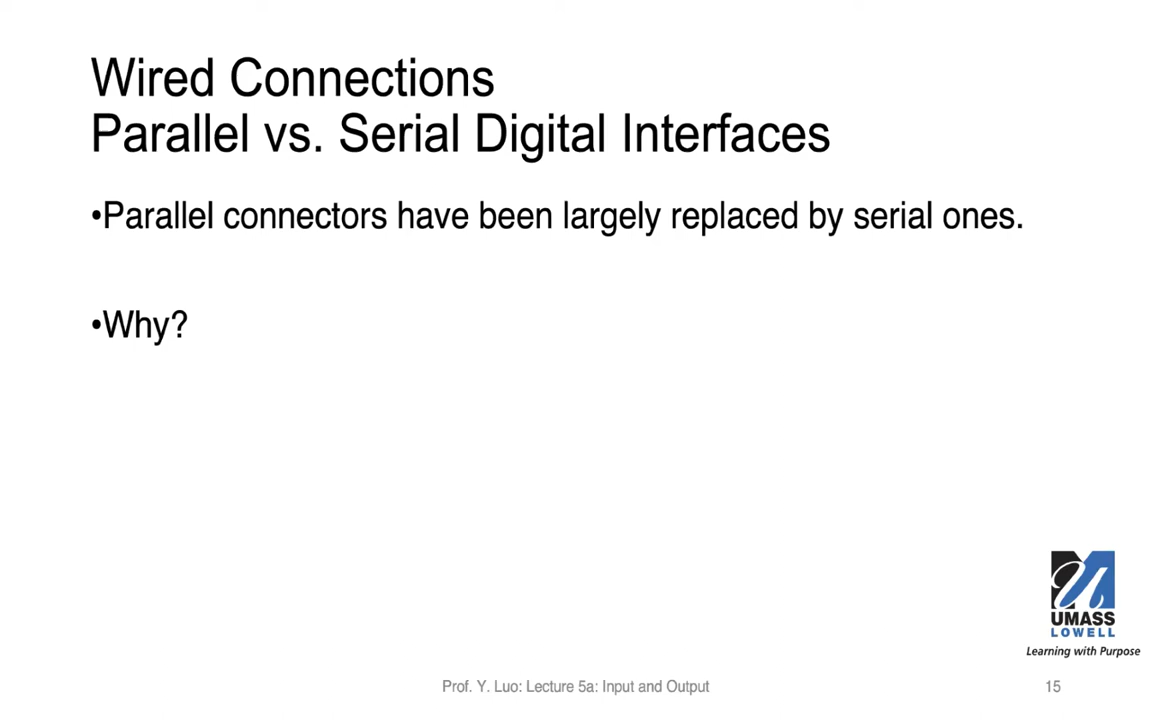 Wired Connections
Parallel vs. Serial Digital Interfaces
•Parallel connectors have been largely replaced by serial ones.
•Why?
UMASS
LOWELL
Learning with Purpose
Prof. Y. Luo: Lecture 5a: Input and Output
15